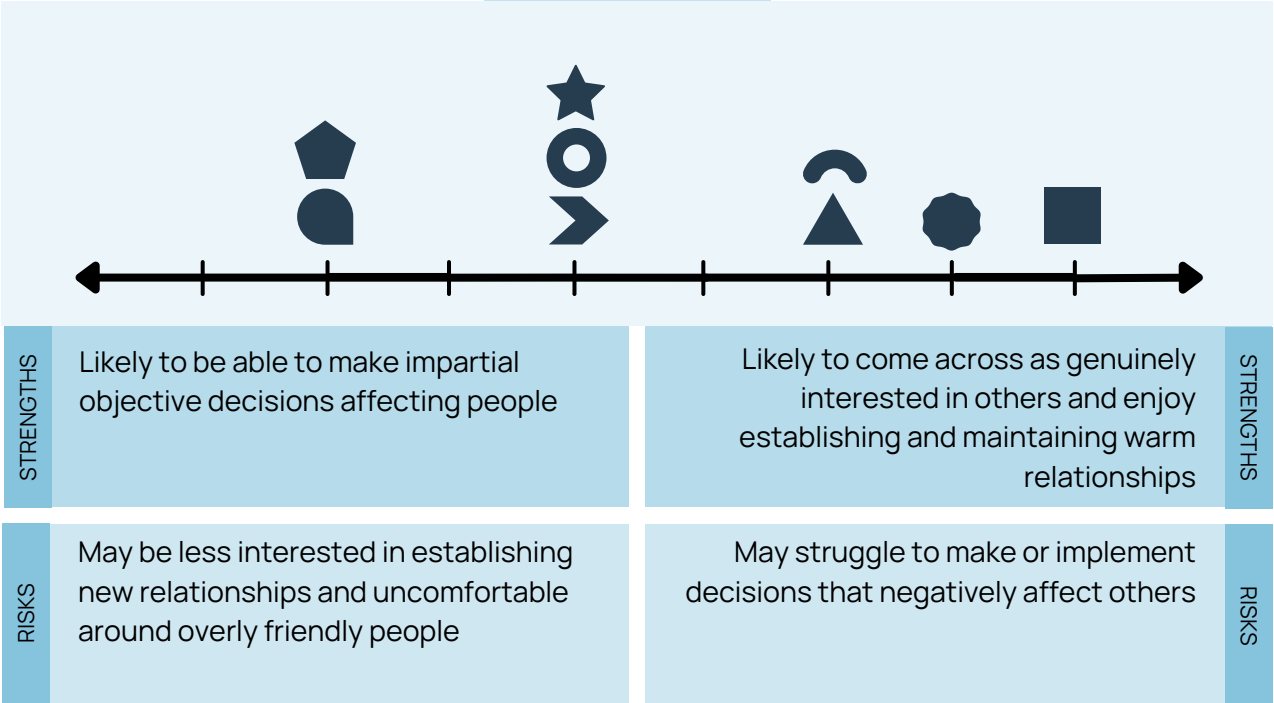 STRENGTHS
Likely to be able to make impartial
objective decisions affecting people
Likely to come across as genuinely
interested in others and enjoy
establishing and maintaining warm
relationships
STRENGTHS
RISKS
May be less interested in establishing
new relationships and uncomfortable
around overly friendly people
May struggle to make or implement
decisions that negatively affect others
RISKS